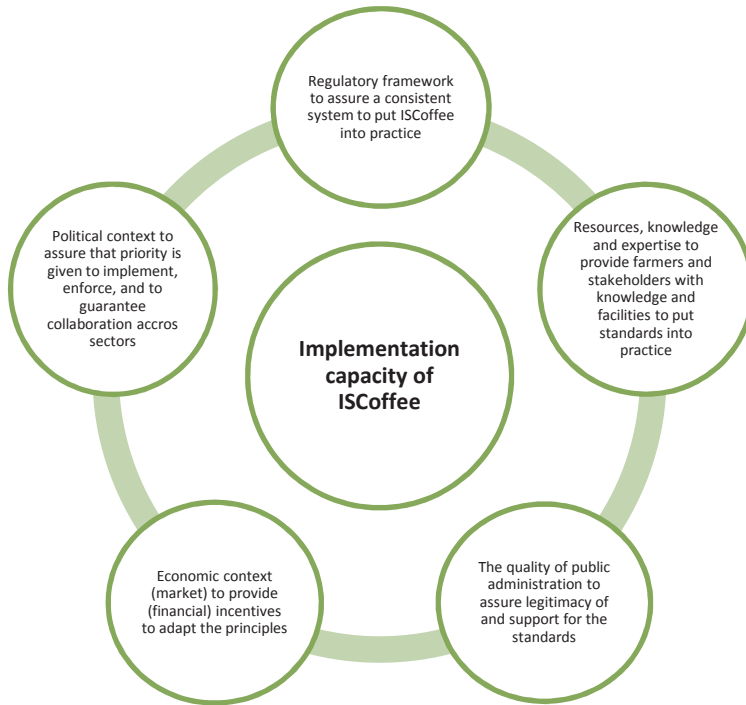 Regulatory framework
to assure a consistent
system to put ISCoffee
into practice
Political context to
assure that priority is
given to implement,
enforce, and to
guarantee
collaboration accros
sectors
Resources, knowledge
and expertise to
provide farmers and
stakeholders with
knowledge and
facilities to put
standards into
practice
Implementation
capacity of
ISCoffee
Economic context
(market) to provide
(financial) incentives
to adapt the principles
The quality of public
administration to
assure legitimacy of
and support for the
standards